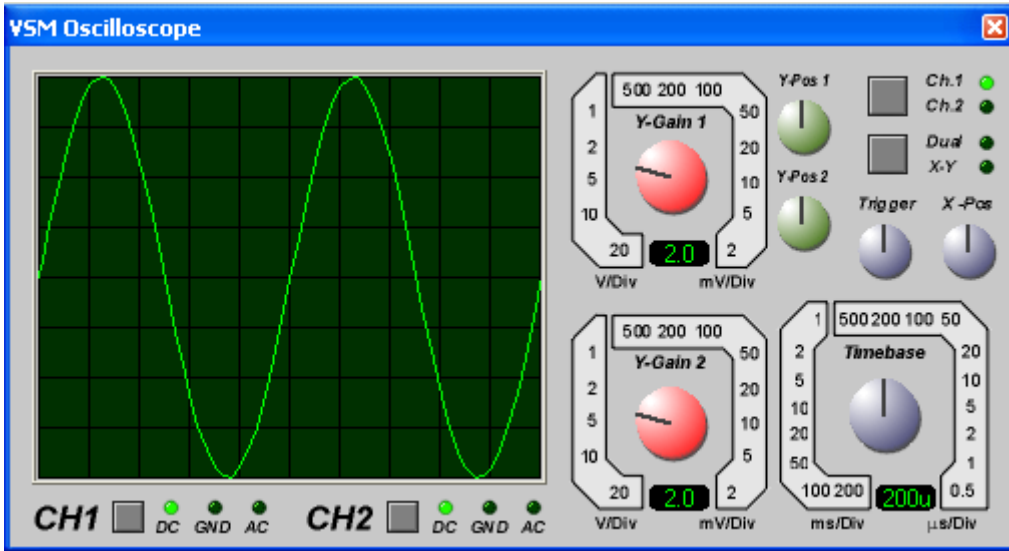 VSM Oscilloscope
500 200 100
1
50
2
20
5
10
10
5
20
2
Y-Gain 1
2.0
V/Div
mV/Div
Y-Pos 1
Y-Pos 2
Ch.1
Ch.2
Dual
X-Y
Trigger
X -Pos
500 200 100
1
50
2
20
5
10
10
5
20
2
Y-Gain 2
2.0
V/Div
mV/Div
1
500 200 100 50
2
20
5
10
10
5
20
2
50
1
100 200
0.5
Timebase
200u
ms/Div
µs/Div
CH1
DC
GND
AC
CH2
DC
GND
AC